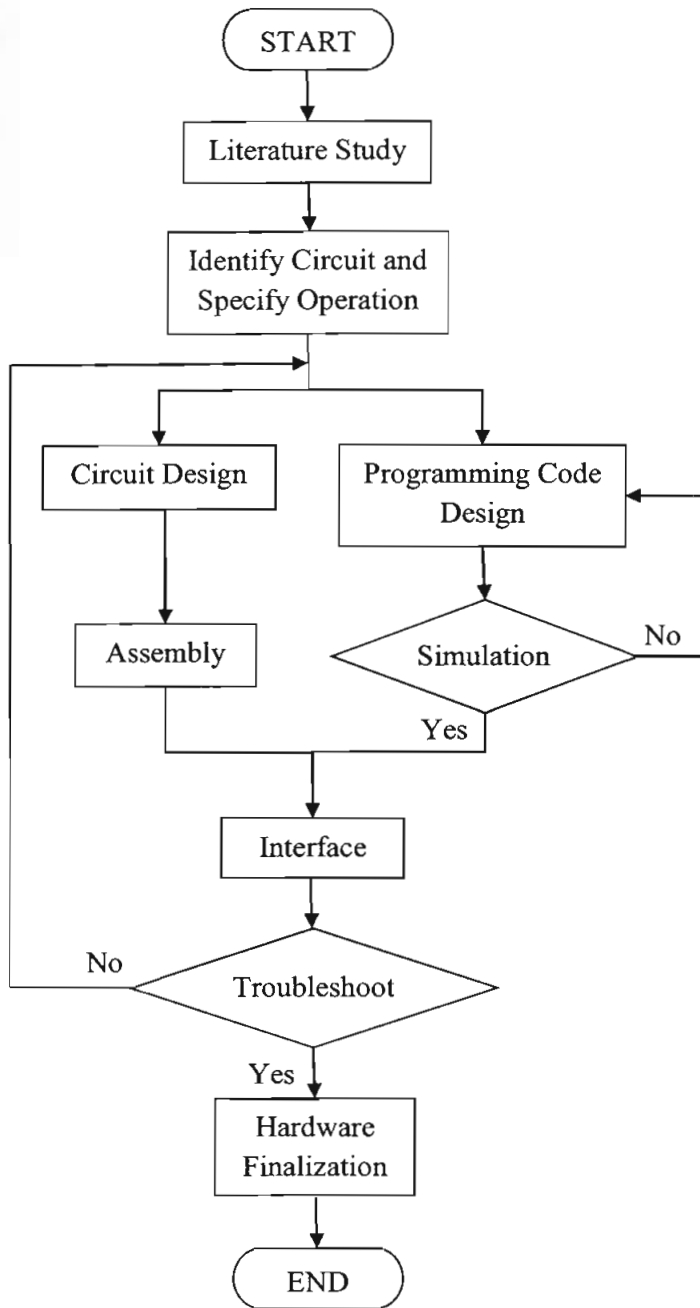 START
Literature Study
Identify Circuit and
Specify Operation
Circuit Design
Programming Code
Design
Assembly
Simulation
No
Yes
Interface
No
Troubleshoot
Yes
Hardware
Finalization
END